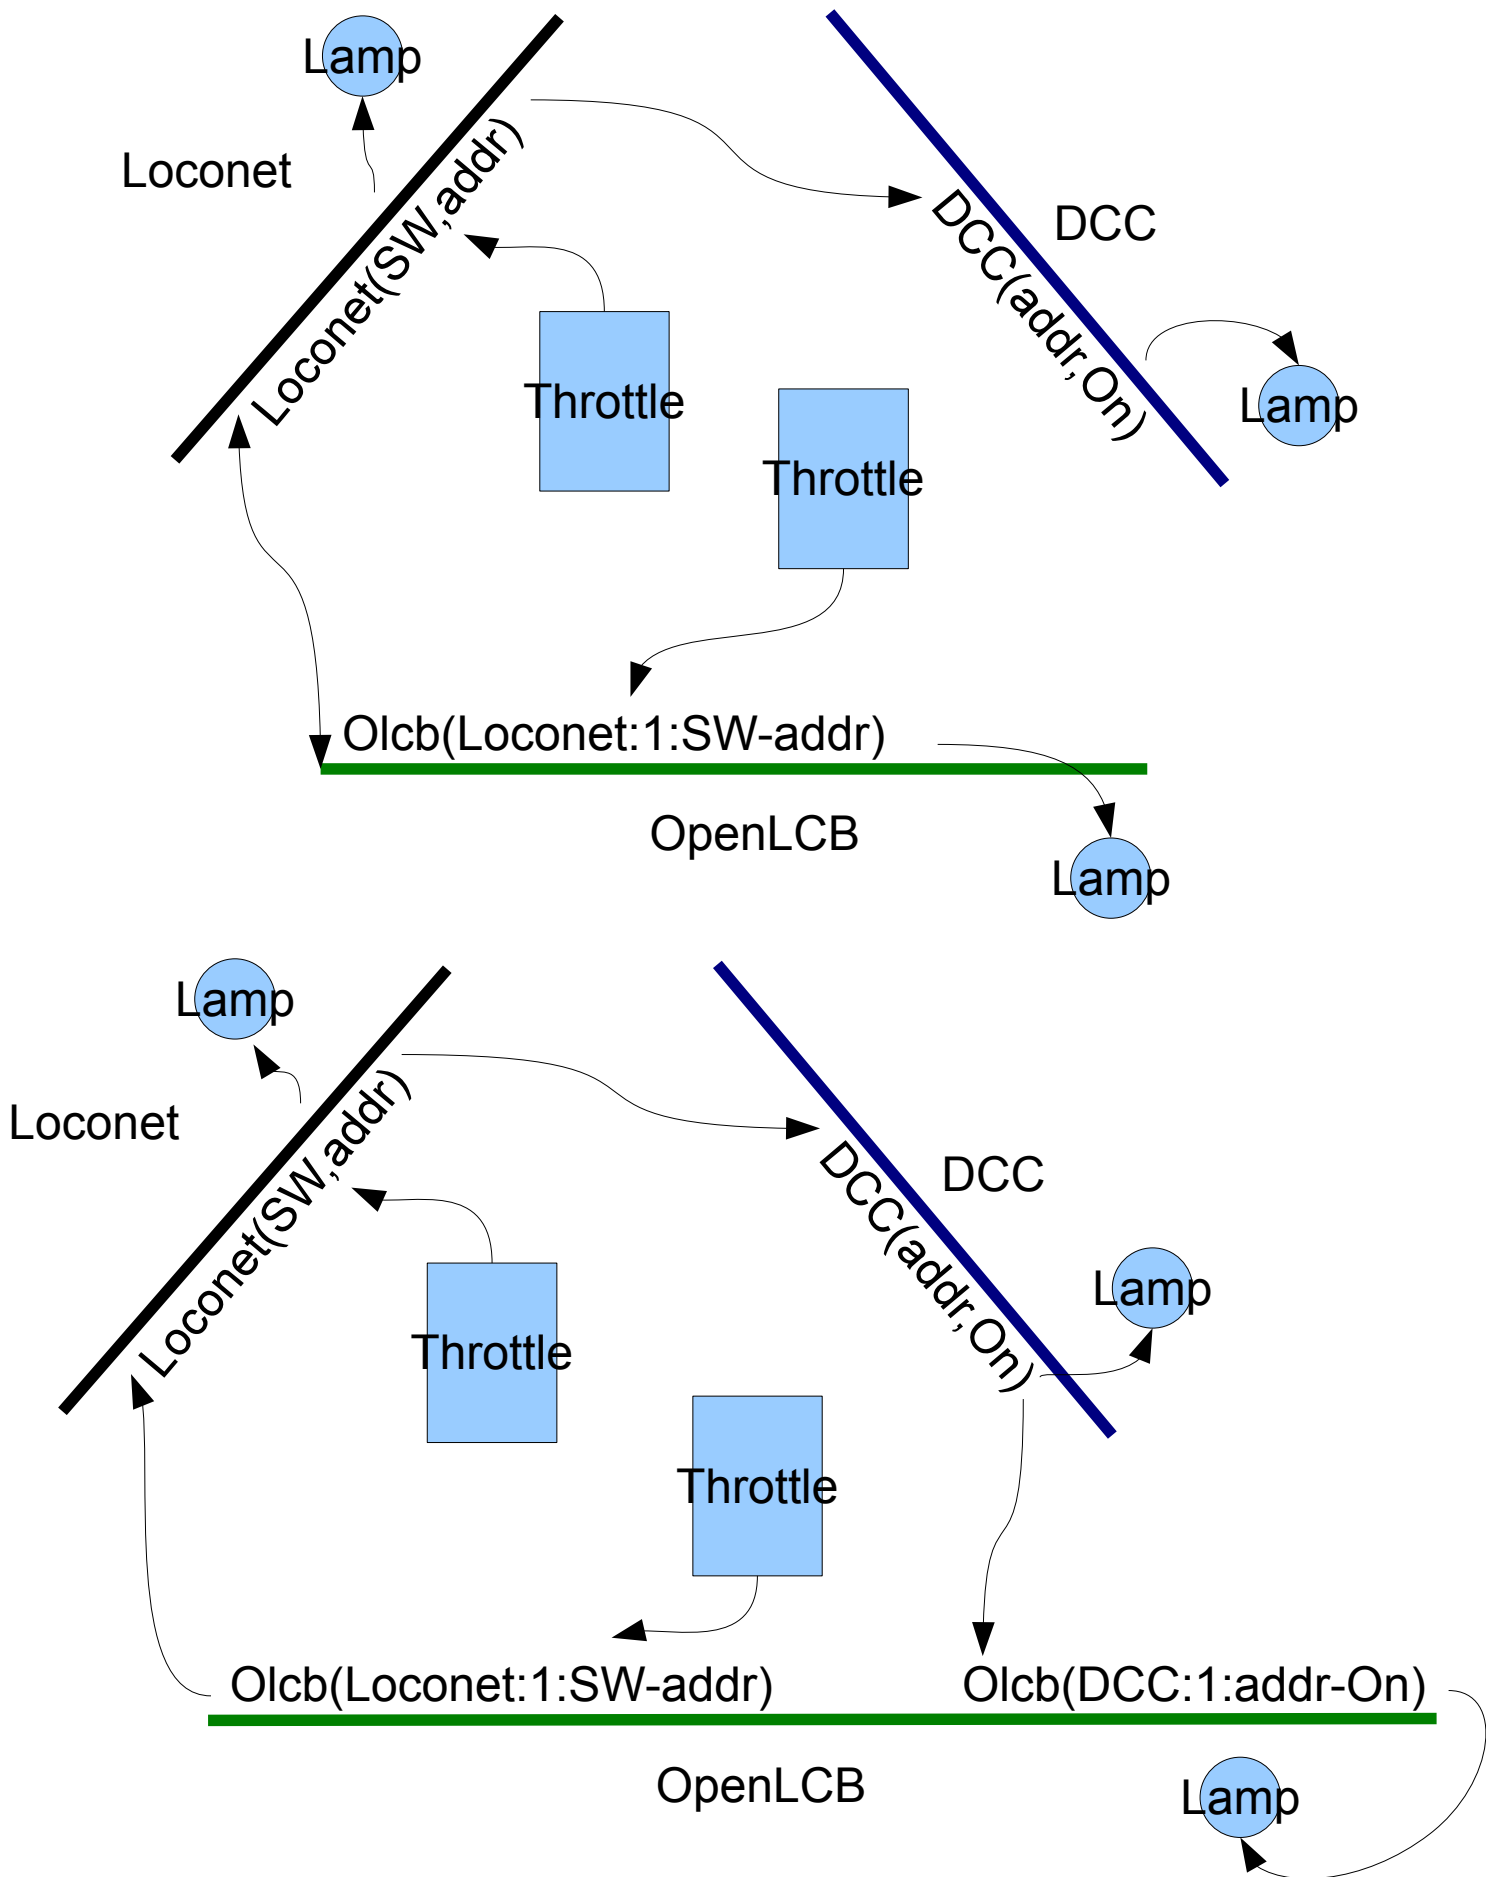 Lamp
Loconet
Loconet(SW,addr)
DCC
DCC(addr,On)
Throttle
Lamp
Throttle
Olcb(Loconet:1:SW-addr)
OpenLCB
Lamp
Lamp
Loconet
Loconet(SW,addr)
DCC
DCC(addr,On)
Lamp
Throttle
Throttle
Olcb(Loconet:1:SW-addr)
Olcb(DCC:1:addr-On)
OpenLCB
Lamp